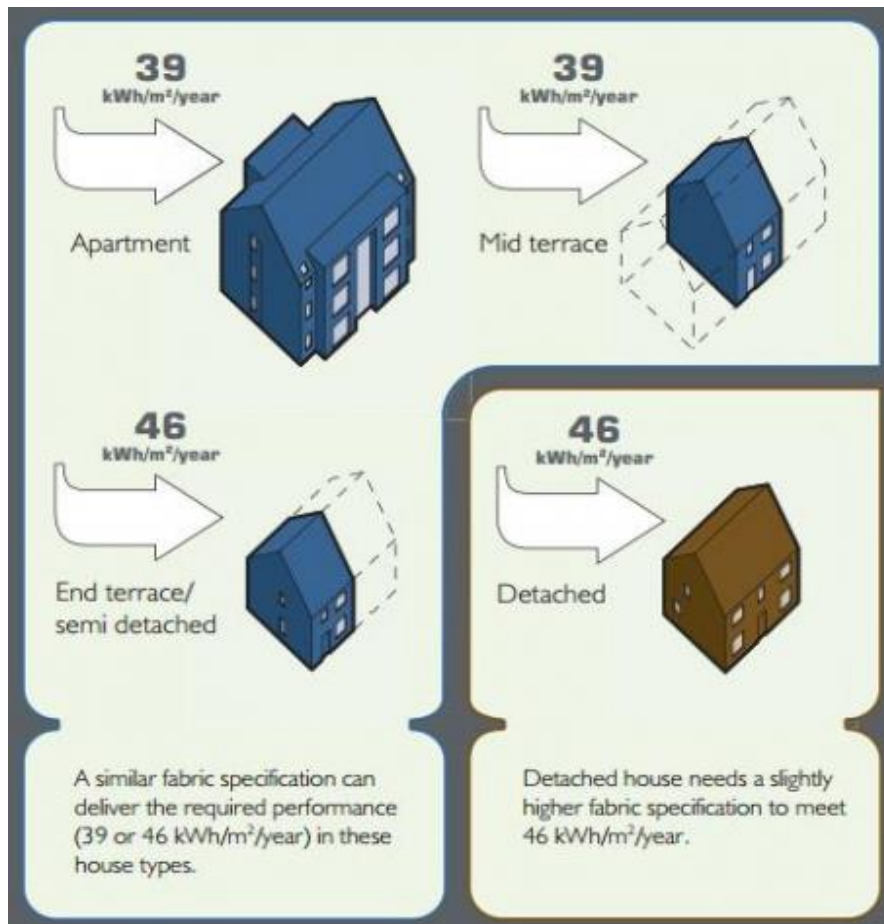 39
kWh/m²/year
Apartment
39
kWh/m²/year
Mid terrace
46
kWh/m²/year
End terrace/
semi detached
46
kWh/m²/year
Detached
A similar fabric specification can
deliver the required performance
(39 or 46 kWh/m²/year) in these
house types.
Detached house needs a slightly
higher fabric specification to meet
46 kWh/m²/year.